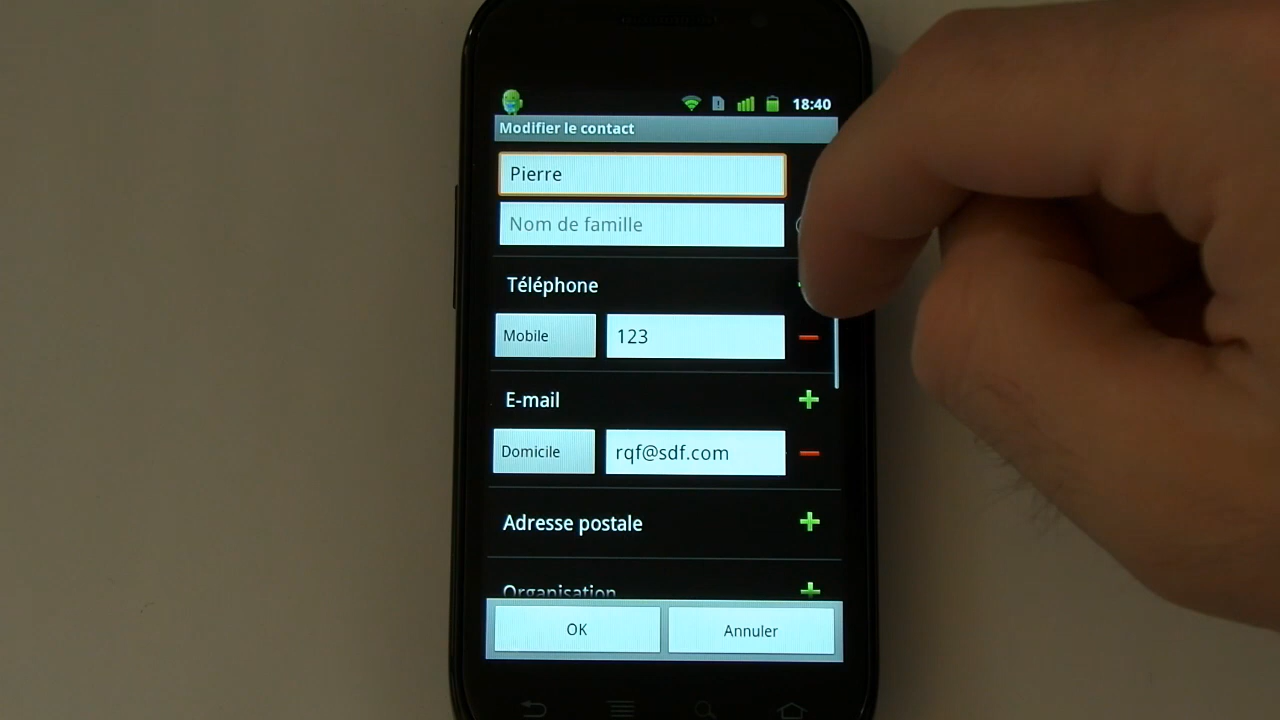 18:40
Modifier le contact
Pierre
Nom de famille
Téléphone
Mobile 123
E-mail
Domicile rqf@sdf.com
Adresse postale
Organisation
OK Annuler